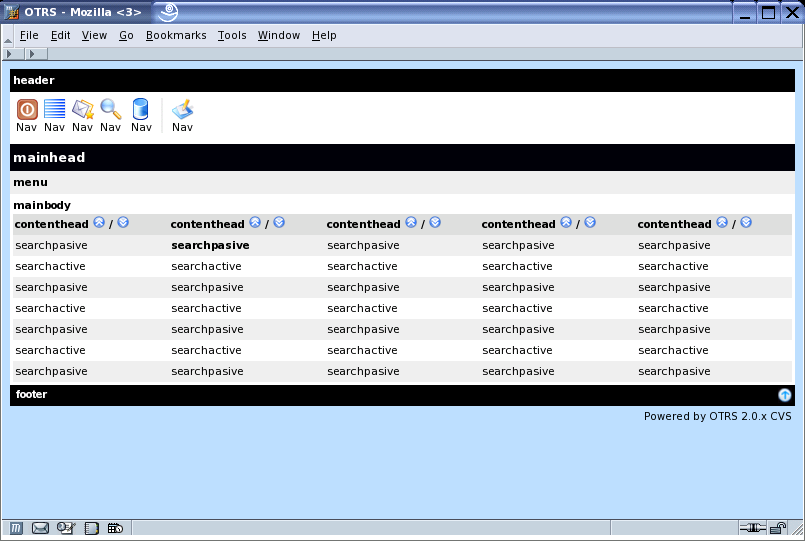 OTRS - Mozilla <3>
File Edit View Go Bookmarks Tools Window Help
header
Nav Nav Nav Nav Nav Nav
mainhead
menu
mainbody
contenthead / contenthead / contenthead / contenthead / contenthead /
searchpasive searchpasive searchpasive searchpasive searchpasive
searchactive searchactive searchactive searchactive searchactive
searchpasive searchpasive searchpasive searchpasive searchpasive
searchactive searchactive searchactive searchactive searchactive
searchpasive searchpasive searchpasive searchpasive searchpasive
searchactive searchactive searchactive searchactive searchactive
searchpasive searchpasive searchpasive searchpasive searchpasive
footer
Powered by OTRS 2.0.x CVS